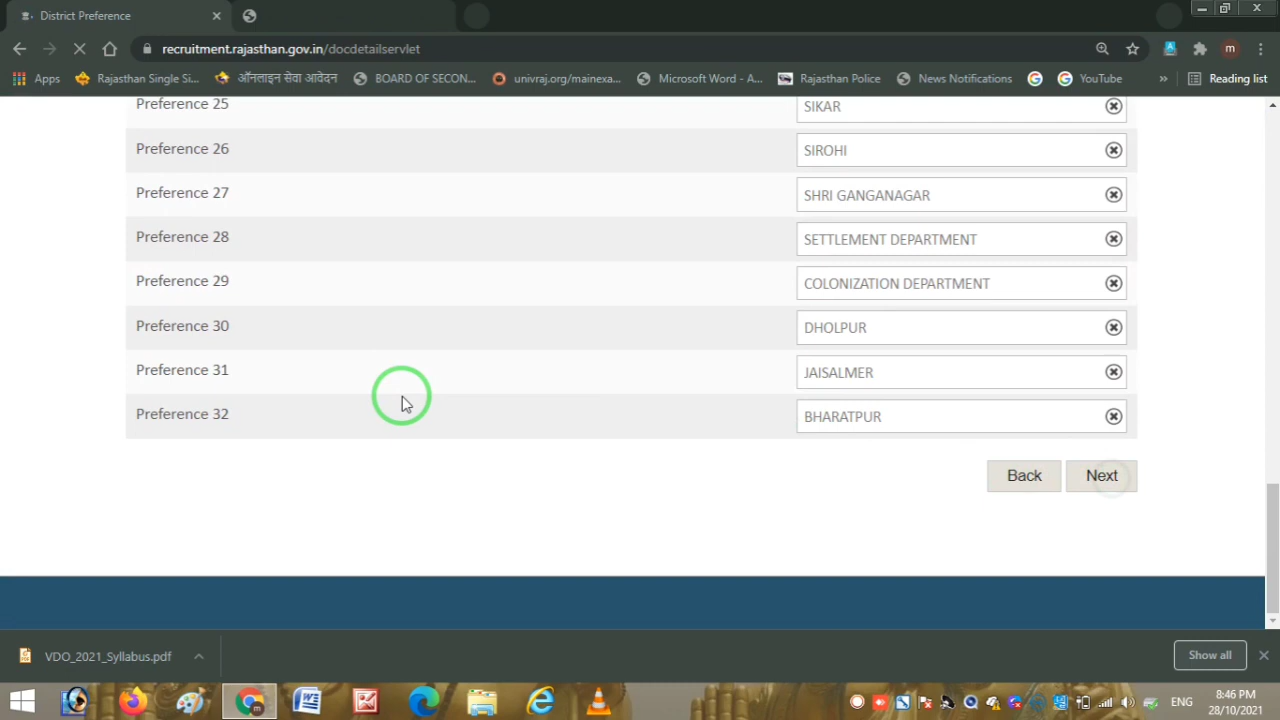 District Preference
recruitment.rajasthan.gov.in/docdetailservlet
Apps Rajasthan Single Si... ऑनलाइन सेवा आवेदन BOARD OF SECON... univraj.org/mainexa... Microsoft Word - A... Rajasthan Police News Notifications YouTube » Reading list
m
Preference 25 SIKAR
Preference 26 SIROHI
Preference 27 SHRI GANGANAGAR
Preference 28 SETTLEMENT DEPARTMENT
Preference 29 COLONIZATION DEPARTMENT
Preference 30 DHOLPUR
Preference 31 JAISALMER
Preference 32 BHARATPUR
Back Next
VDO_2021_Syllabus.pdf Show all
ENG 8:46 PM
28/10/2021